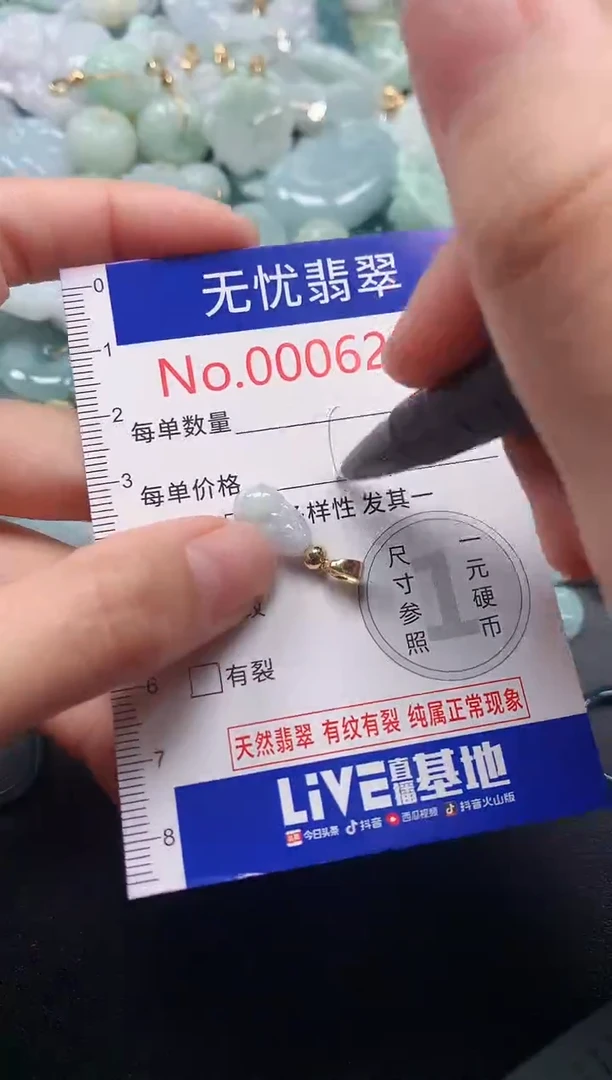 0
无忧翡翠
1
No.00062
2
每单数量
3
每单价格
样性 发其一
尺寸参照
1
一元硬币
6
有裂
天然翡翠 有纹有裂 纯属正常现象
7
LiVE直播基地
8
今日头条 抖音 西瓜视频 抖音火山版